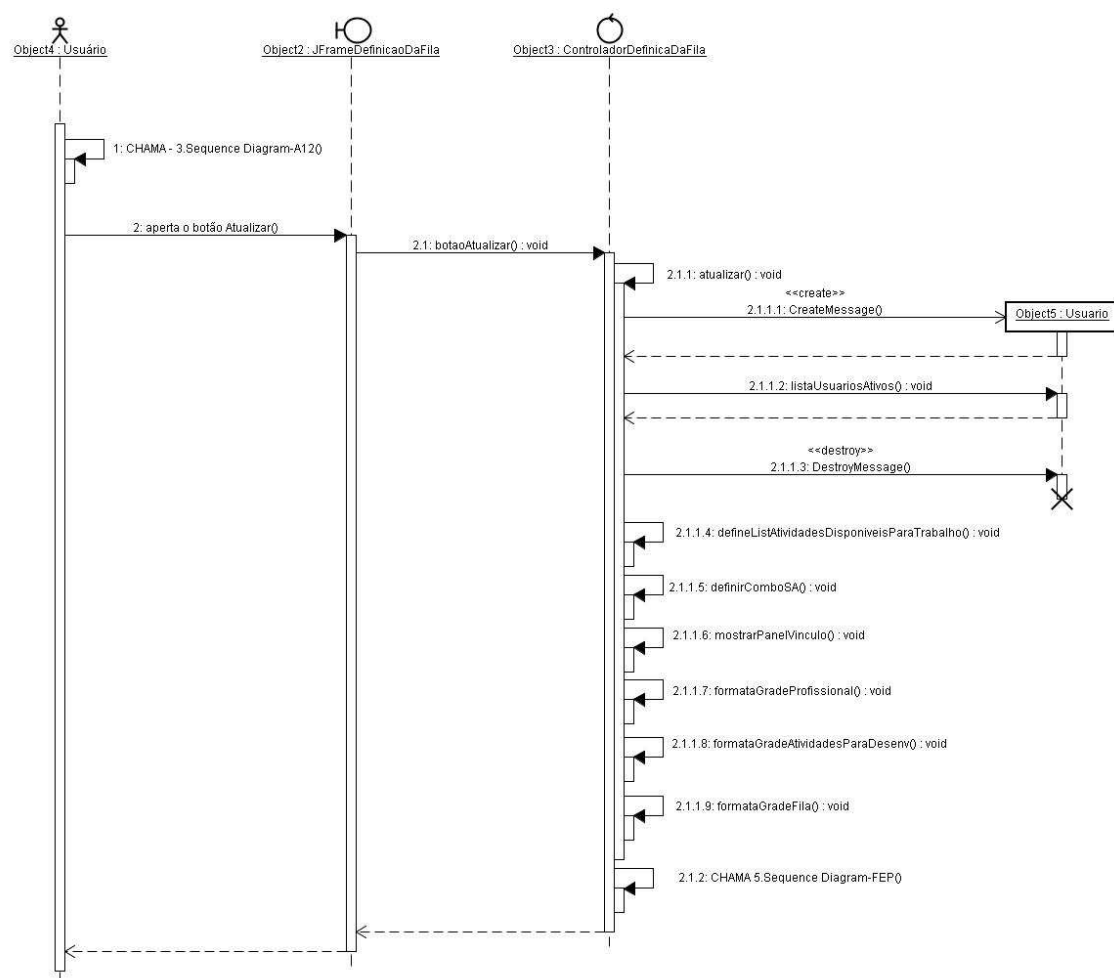 Object4 : Usuário
Object2 : JFrameDefinicaoDaFila
Object3 : ControladorDefinicaDaFila
1: CHAMA - 3.Sequence Diagram-A12()
2: aperta o botão Atualizar()
2.1: botaoAtualizar() : void
2.1.1: atualizar() : void
<<create>>
2.1.1.1: CreateMessage()
Object5 : Usuario
2.1.1.2: listaUsuariosAtivos() : void
<<destroy>>
2.1.1.3: DestroyMessage()
2.1.1.4: defineListAtividadesDisponiveisParaTrabalho() : void
2.1.1.5: definirComboSA() : void
2.1.1.6: mostrarPanelVinculo() : void
2.1.1.7: formataGradeProfissional() : void
2.1.1.8: formataGradeAtividadesParaDesenv() : void
2.1.1.9: formataGradeFila() : void
2.1.2: CHAMA 5.Sequence Diagram-FEP()